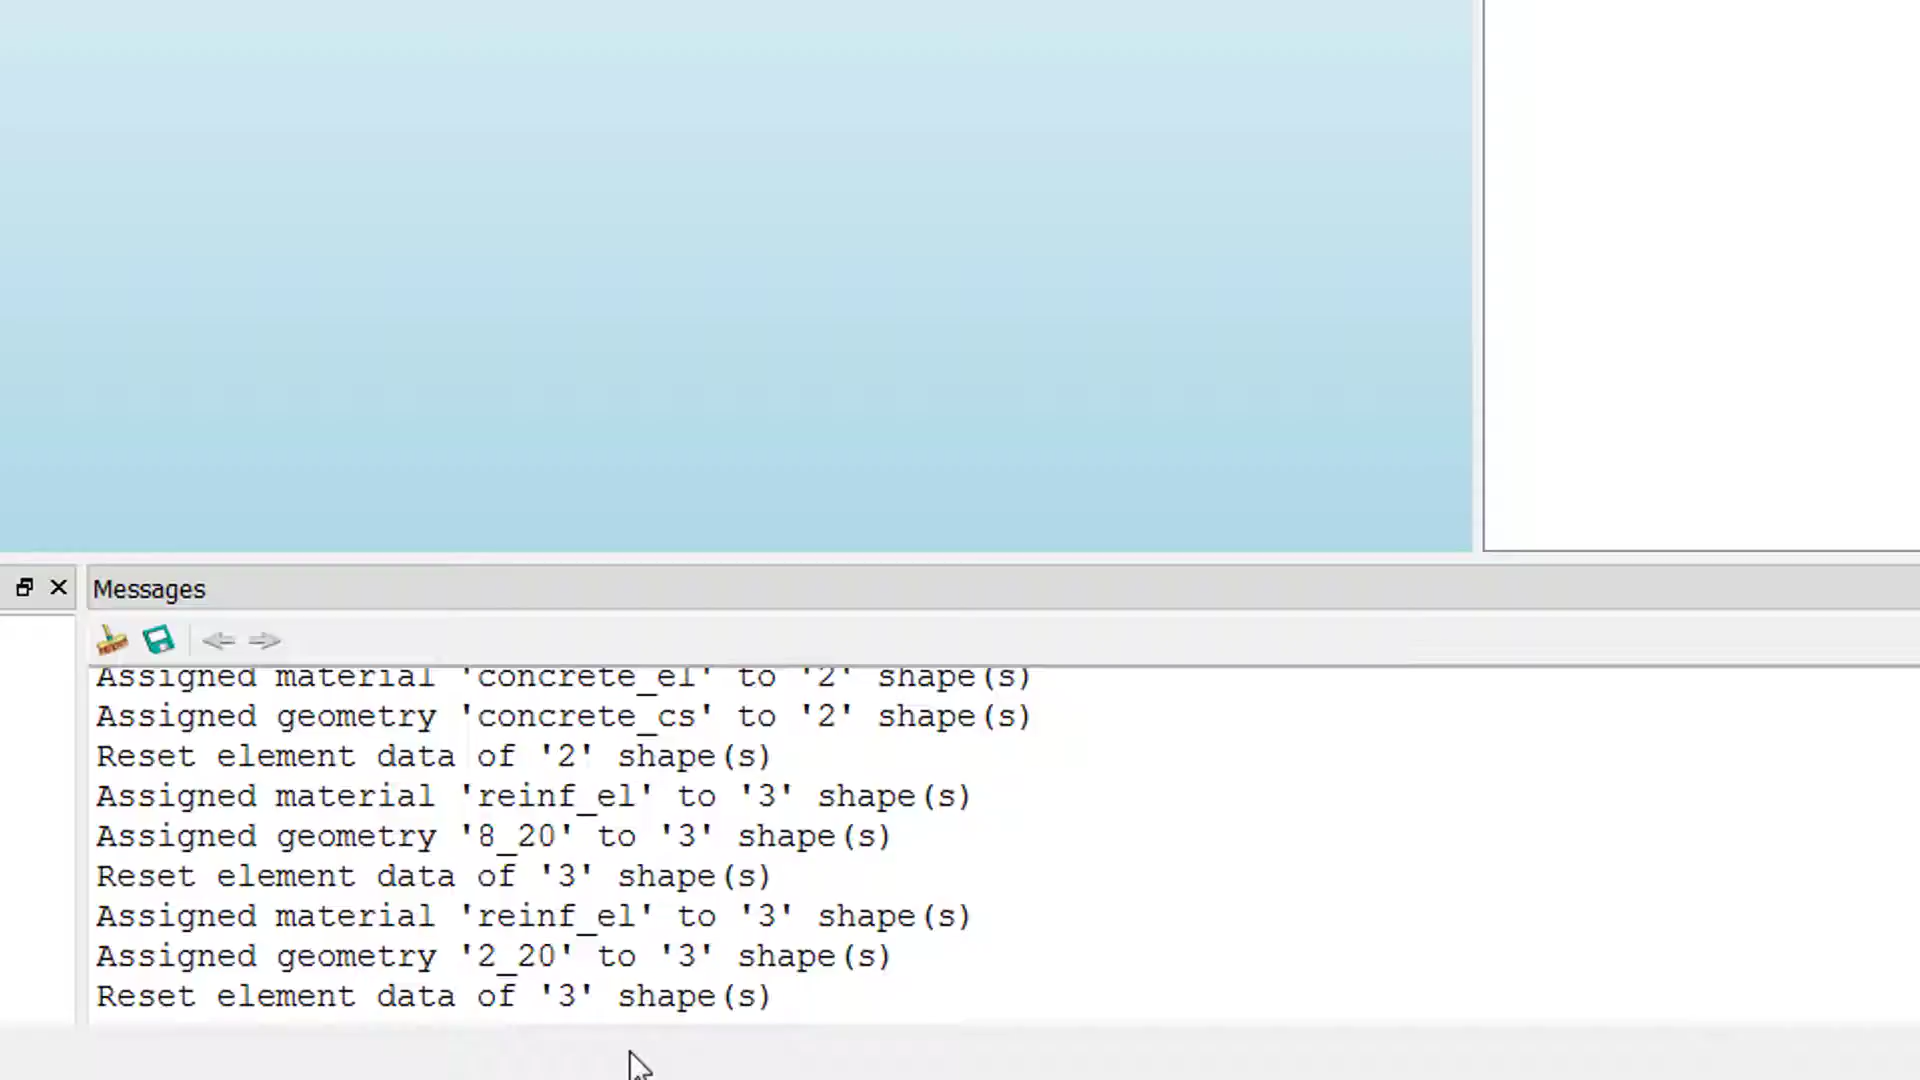 Messages
Assigned material 'concrete_el' to '2' shape(s)
Assigned geometry 'concrete_cs' to '2' shape(s)
Reset element data of '2' shape(s)
Assigned material 'reinf_el' to '3' shape(s)
Assigned geometry '8_20' to '3' shape(s)
Reset element data of '3' shape(s)
Assigned material 'reinf_el' to '3' shape(s)
Assigned geometry '2_20' to '3' shape(s)
Reset element data of '3' shape(s)